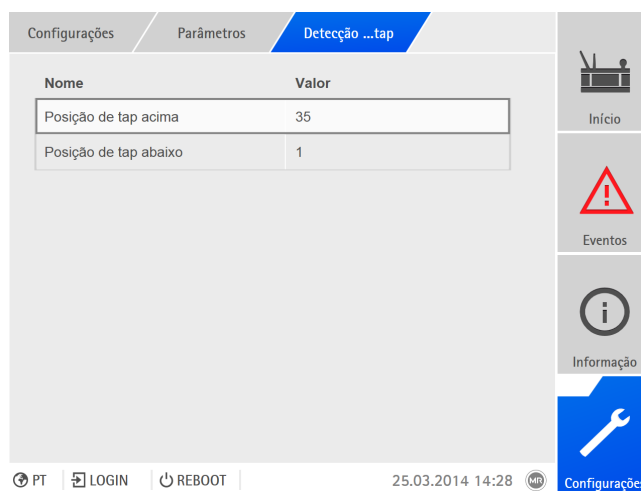 Configurações
Parâmetros
Detecção ...tap
Nome Valor
Posição de tap acima 35
Posição de tap abaixo 1
Início
Eventos
Informação
Configurações
PT LOGIN REBOOT 25.03.2014 14:28 MR